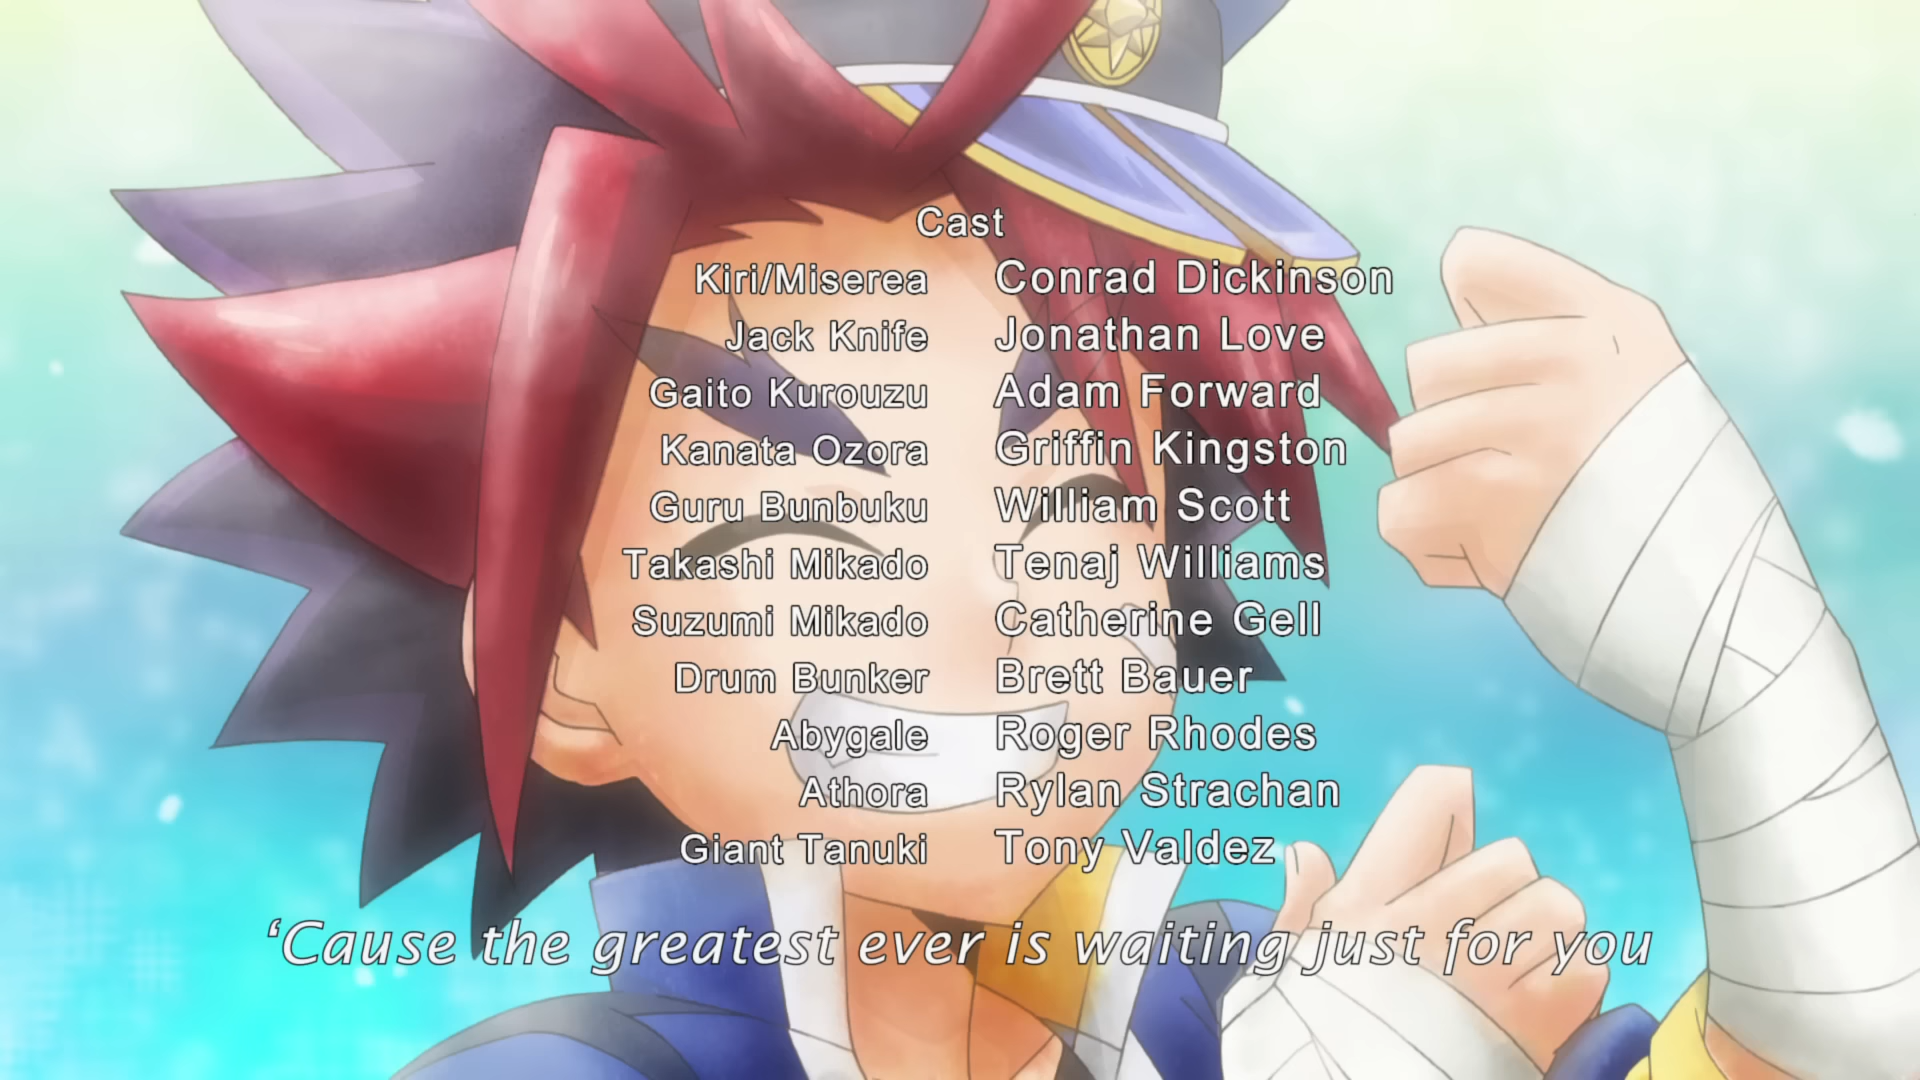 Cast
Kiri/Miserea Conrad Dickinson
Jack Knife Jonathan Love
Gaito Kurouzu Adam Forward
Kanata Ozora Griffin Kingston
Guru Bunbuku William Scott
Takashi Mikado Tenaj Williams
Suzumi Mikado Catherine Gell
Drum Bunker Brett Bauer
Abygale Roger Rhodes
Athora Rylan Strachan
Giant Tanuki Tony Valdez
‘Cause the greatest ever is waiting just for you